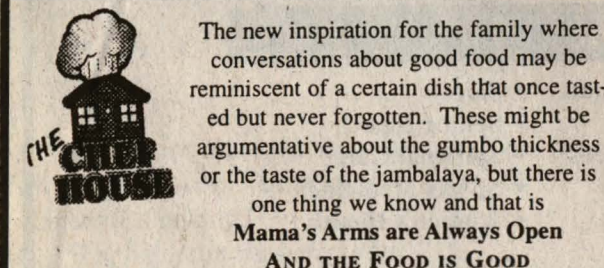 THE
CHEF
HOUSE
The new inspiration for the family where
conversations about good food may be
reminiscent of a certain dish that once tast-
ed but never forgotten. These might be
argumentative about the gumbo thickness
or the taste of the jambalaya, but there is
one thing we know and that is
Mama's Arms are Always Open
AND THE FOOD IS GOOD